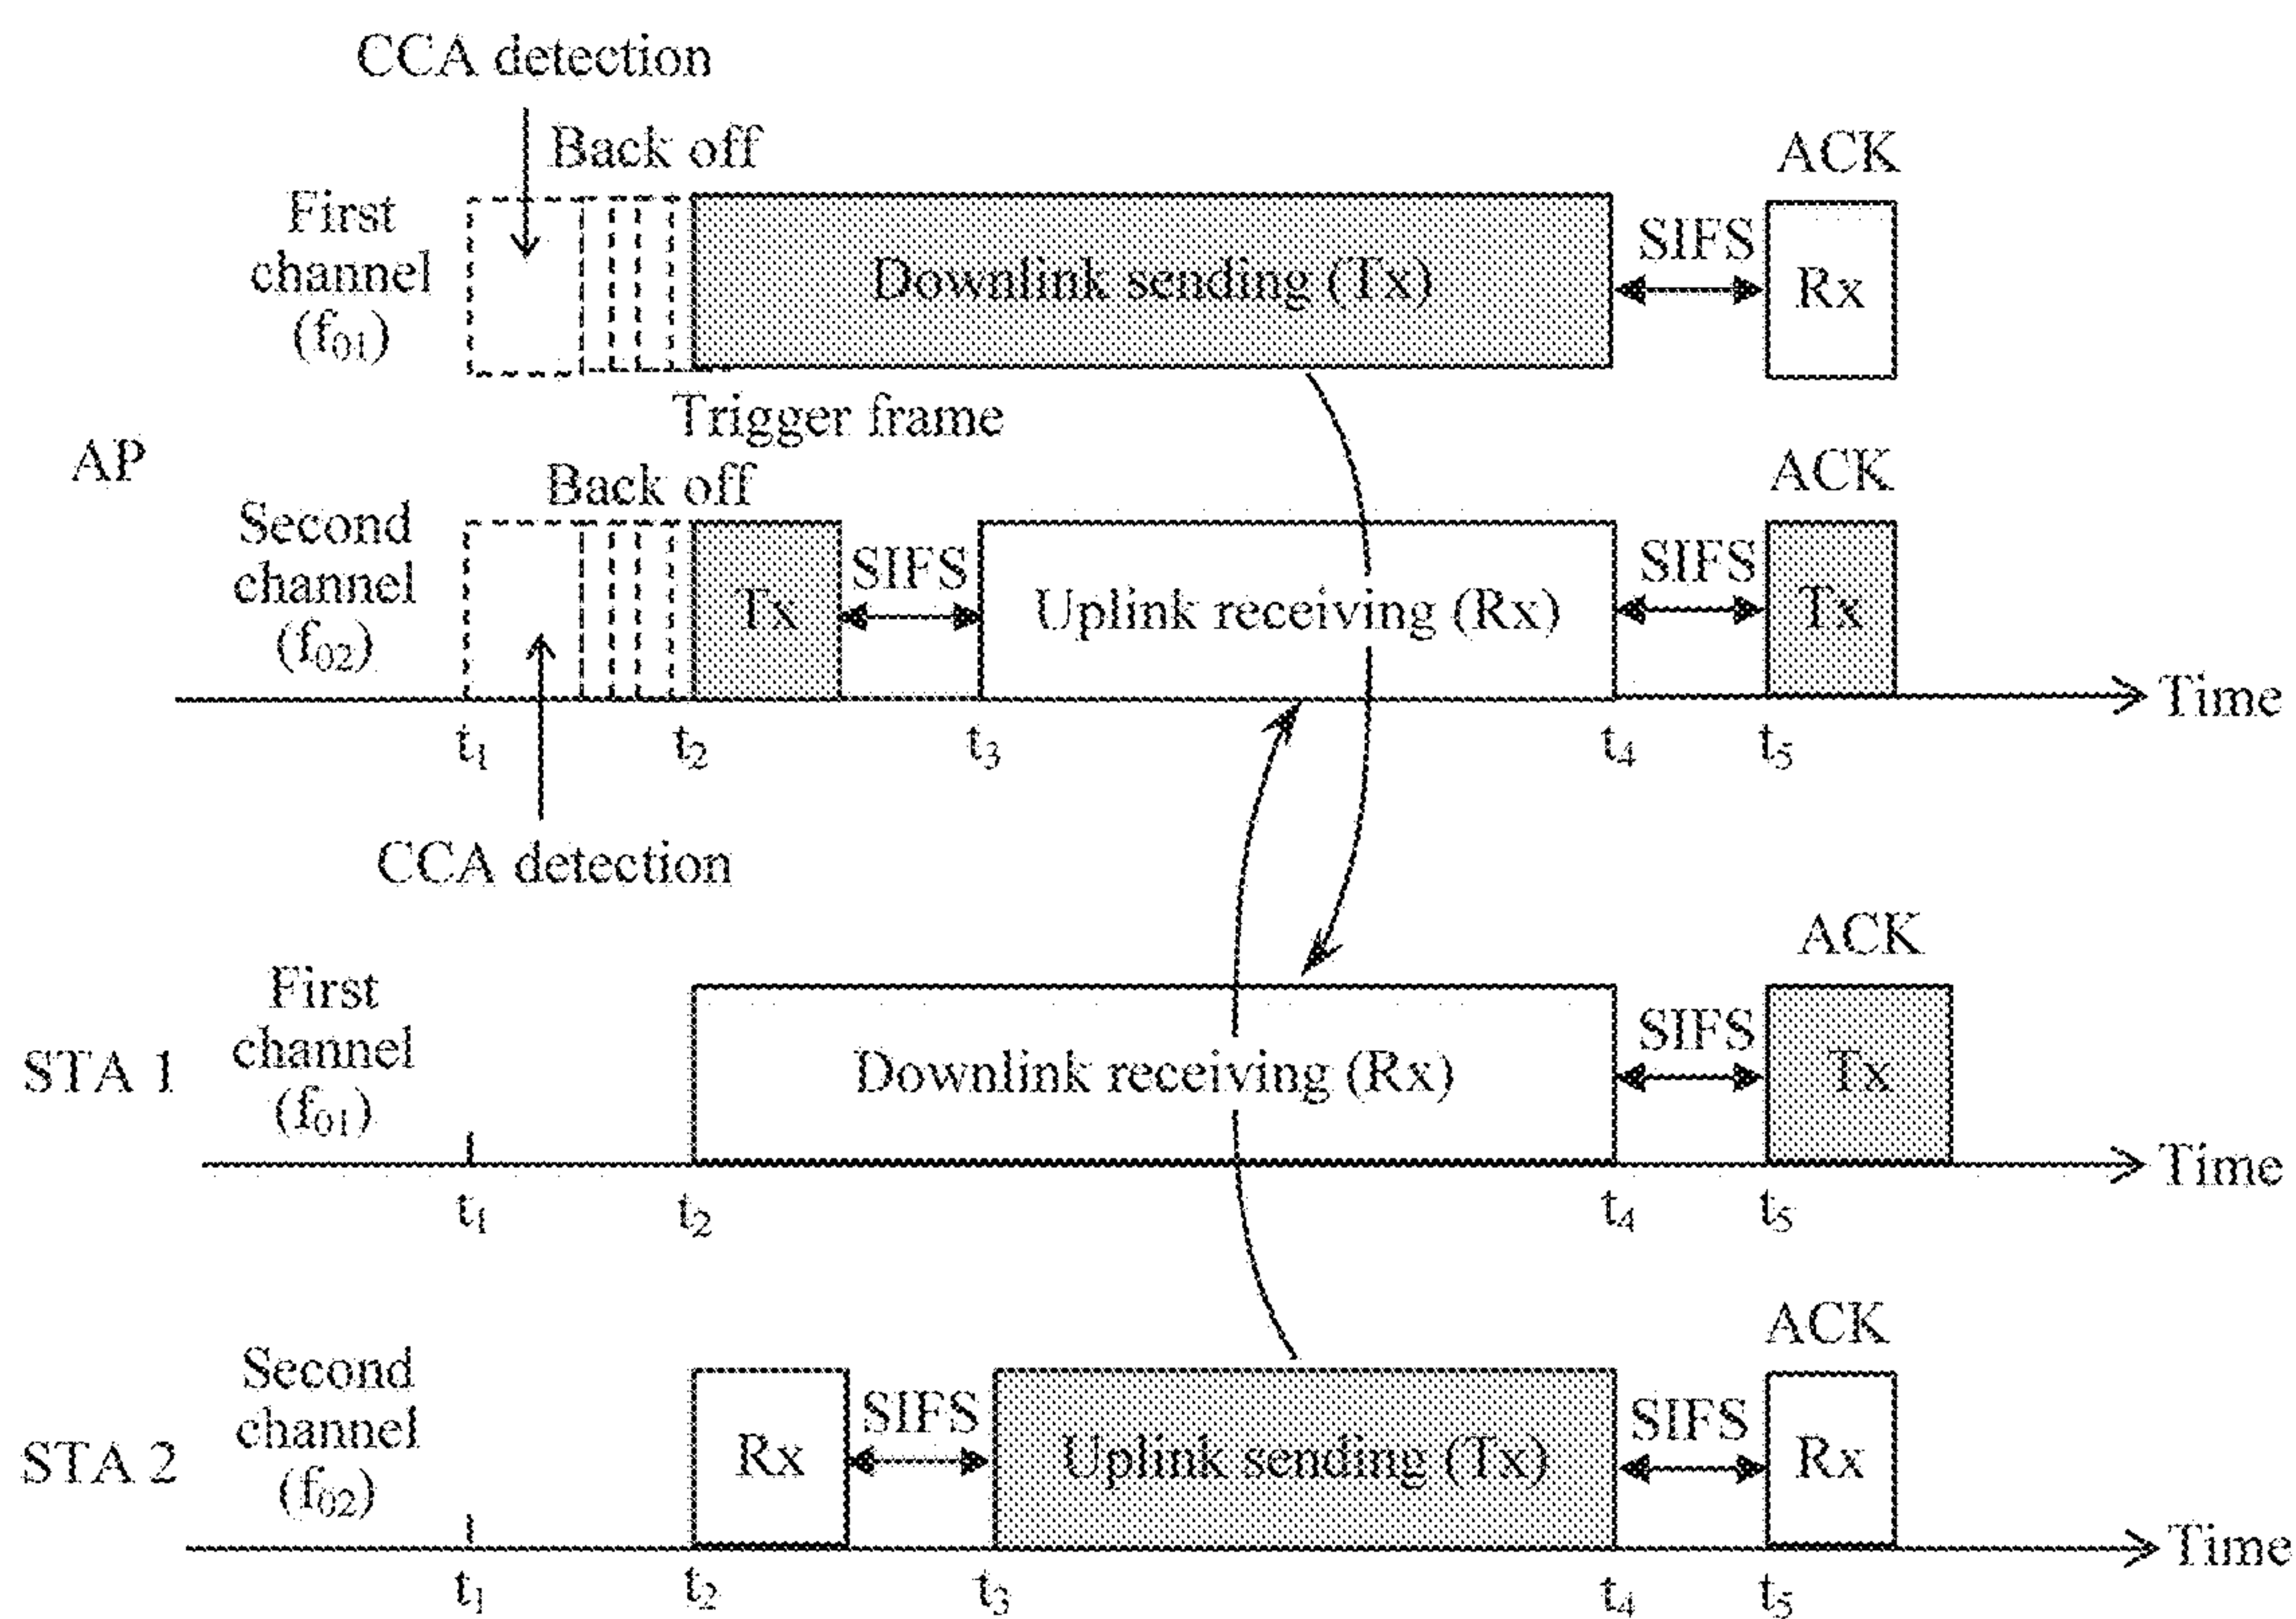 CCA detection
Back off
ACK
First
channel
(f01)
Downlink sending (Tx)
SIFS
Rx
Trigger frame
AP
Back off
ACK
Second
channel
(f02)
Tx
SIFS
Uplink receiving (Rx)
SIFS
Tx
Time
t1
t2
t3
t4
t5
CCA detection
ACK
First
channel
(f01)
STA 1
Downlink receiving (Rx)
SIFS
Tx
Time
t1
t2
t4
t5
ACK
Second
channel
(f02)
STA 2
Rx
SIFS
Uplink sending (Tx)
SIFS
Rx
Time
t1
t2
t3
t4
t5